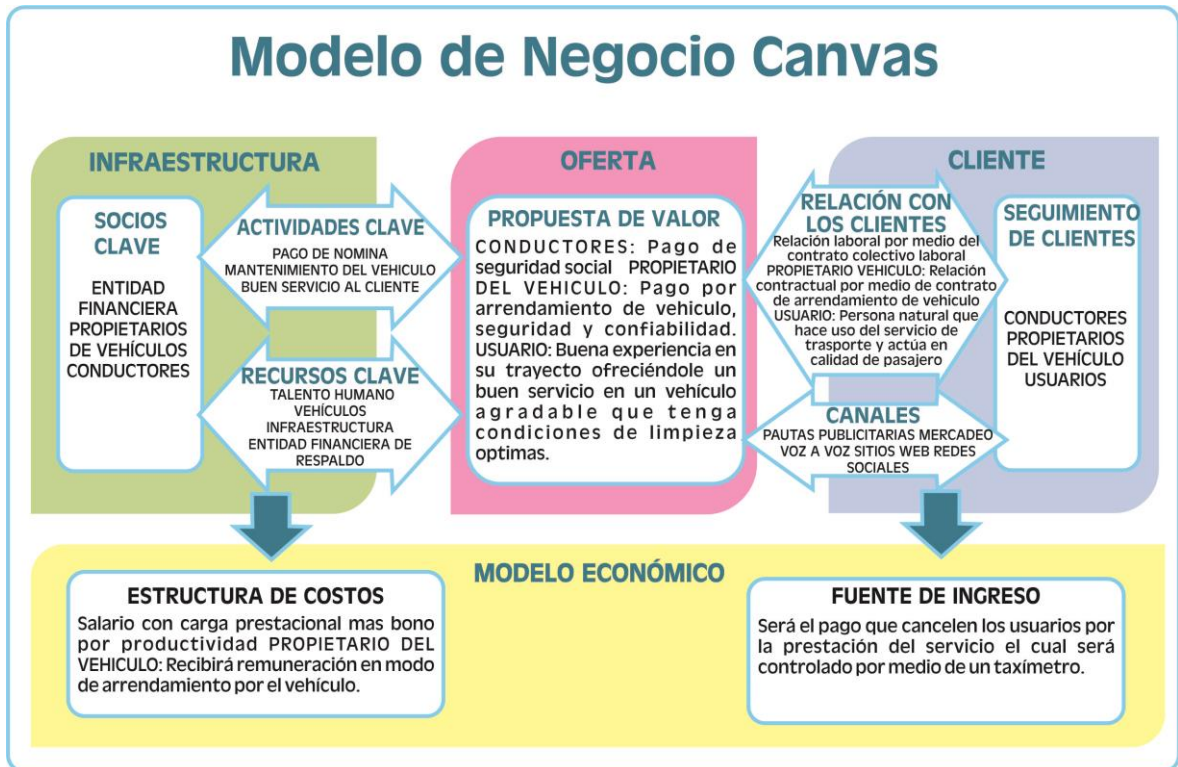 Modelo de Negocio Canvas
INFRAESTRUCTURA
SOCIOS
CLAVE
ENTIDAD
FINANCIERA
PROPIETARIOS
DE VEHÍCULOS
CONDUCTORES
ACTIVIDADES CLAVE
PAGO DE NOMINA
MANTENIMIENTO DEL VEHICULO
BUEN SERVICIO AL CLIENTE
RECURSOS CLAVE
TALENTO HUMANO
VEHÍCULOS
INFRAESTRUCTURA
ENTIDAD FINANCIERA DE
RESPALDO
OFERTA
PROPUESTA DE VALOR
CONDUCTORES: Pago de
seguridad social PROPIETARIO
DEL VEHICULO: Pago por
arrendamiento de vehiculo,
seguridad y confiabilidad.
USUARIO: Buena experiencia en
su trayecto ofreciéndole un
buen servicio en un vehículo
agradable que tenga
condiciones de limpieza
optimas.
CLIENTE
RELACIÓN CON
LOS CLIENTES
Relación laboral por medio del
contrato colectivo laboral
PROPIETARIO VEHICULO: Relación
contractual por medio de contrato
de arrendamiento de vehiculo
USUARIO: Persona natural que
hace uso del servicio de
trasporte y actúa en
calidad de pasajero
CANALES
PAUTAS PUBLICITARIAS MERCADEO
VOZ A VOZ SITIOS WEB REDES
SOCIALES
SEGUIMIENTO
DE CLIENTES
CONDUCTORES
PROPIETARIOS
DEL VEHÍCULO
USUARIOS
MODELO ECONÓMICO
ESTRUCTURA DE COSTOS
Salario con carga prestacional mas bono
por productividad PROPIETARIO DEL
VEHICULO: Recibirá remuneración en modo
de arrendamiento por el vehículo.
FUENTE DE INGRESO
Será el pago que cancelen los usuarios por
la prestación del servicio el cual será
controlado por medio de un taxímetro.